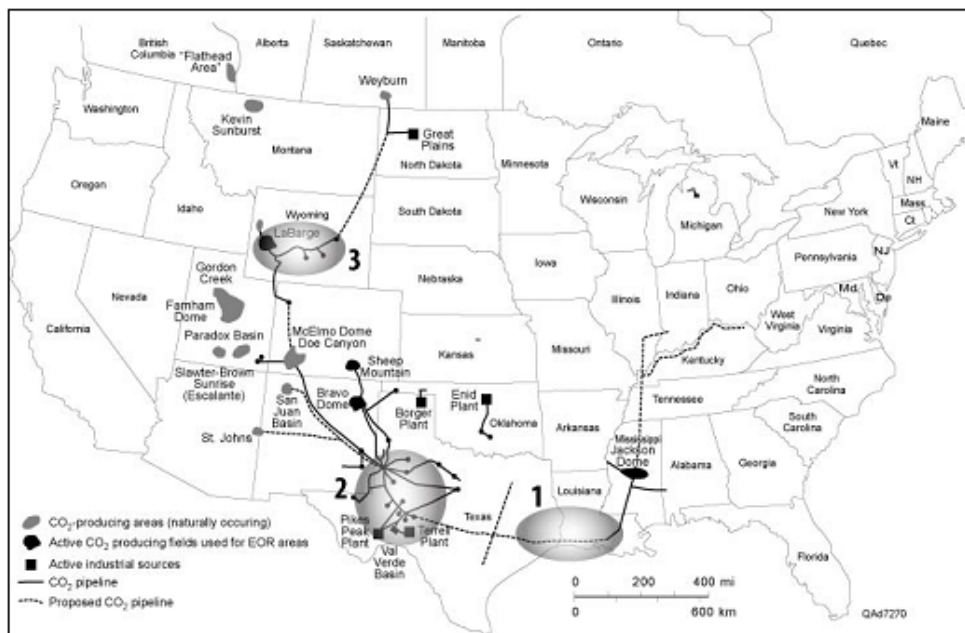 British
Columbia
Alberta
Saskatchewan
Manitoba
Ontario
Quebec
"Flathead
Area"
Weyburn
Washington
Kevin
Sunburst
Montana
Great
Plains
North Dakota
Minnesota
Maine
Vt
NH
Mass
Ct
Oregon
Idaho
Wyoming
LaBarge
3
South Dakota
Wisconsin
Michigan
New York
Gordon
Creek
Farnham
Dome
Nevada
California
Nebraska
Iowa
Illinois
Indiana
Ohio
Pennsylvania
NJ
Md
De
West
Virginia
Virginia
Paradox Basin
McElmo Dome
Doe Canyon
Slawter-Brown
Sunrise
(Escalante)
Sheep
Mountain
Kansas
Missouri
Kentucky
San
Juan
Basin
Bravo
Dome
Borger
Plant
Enid
Plant
Oklahoma
Arkansas
Tennessee
North
Carolina
South
Carolina
St. Johns
Mississippi
Jackson
Dome
Alabama
Georgia
2
1
Texas
Louisiana
Florida
Pikes
Peak
Plant
Terrell Plant
Val
Verde
Basin
CO2-producing areas (naturally occuring)
Active CO2 producing fields used for EOR areas
Active industrial sources
CO2 pipeline
Proposed CO2 pipeline
0 200 400 mi
0 600 km
QAd7270